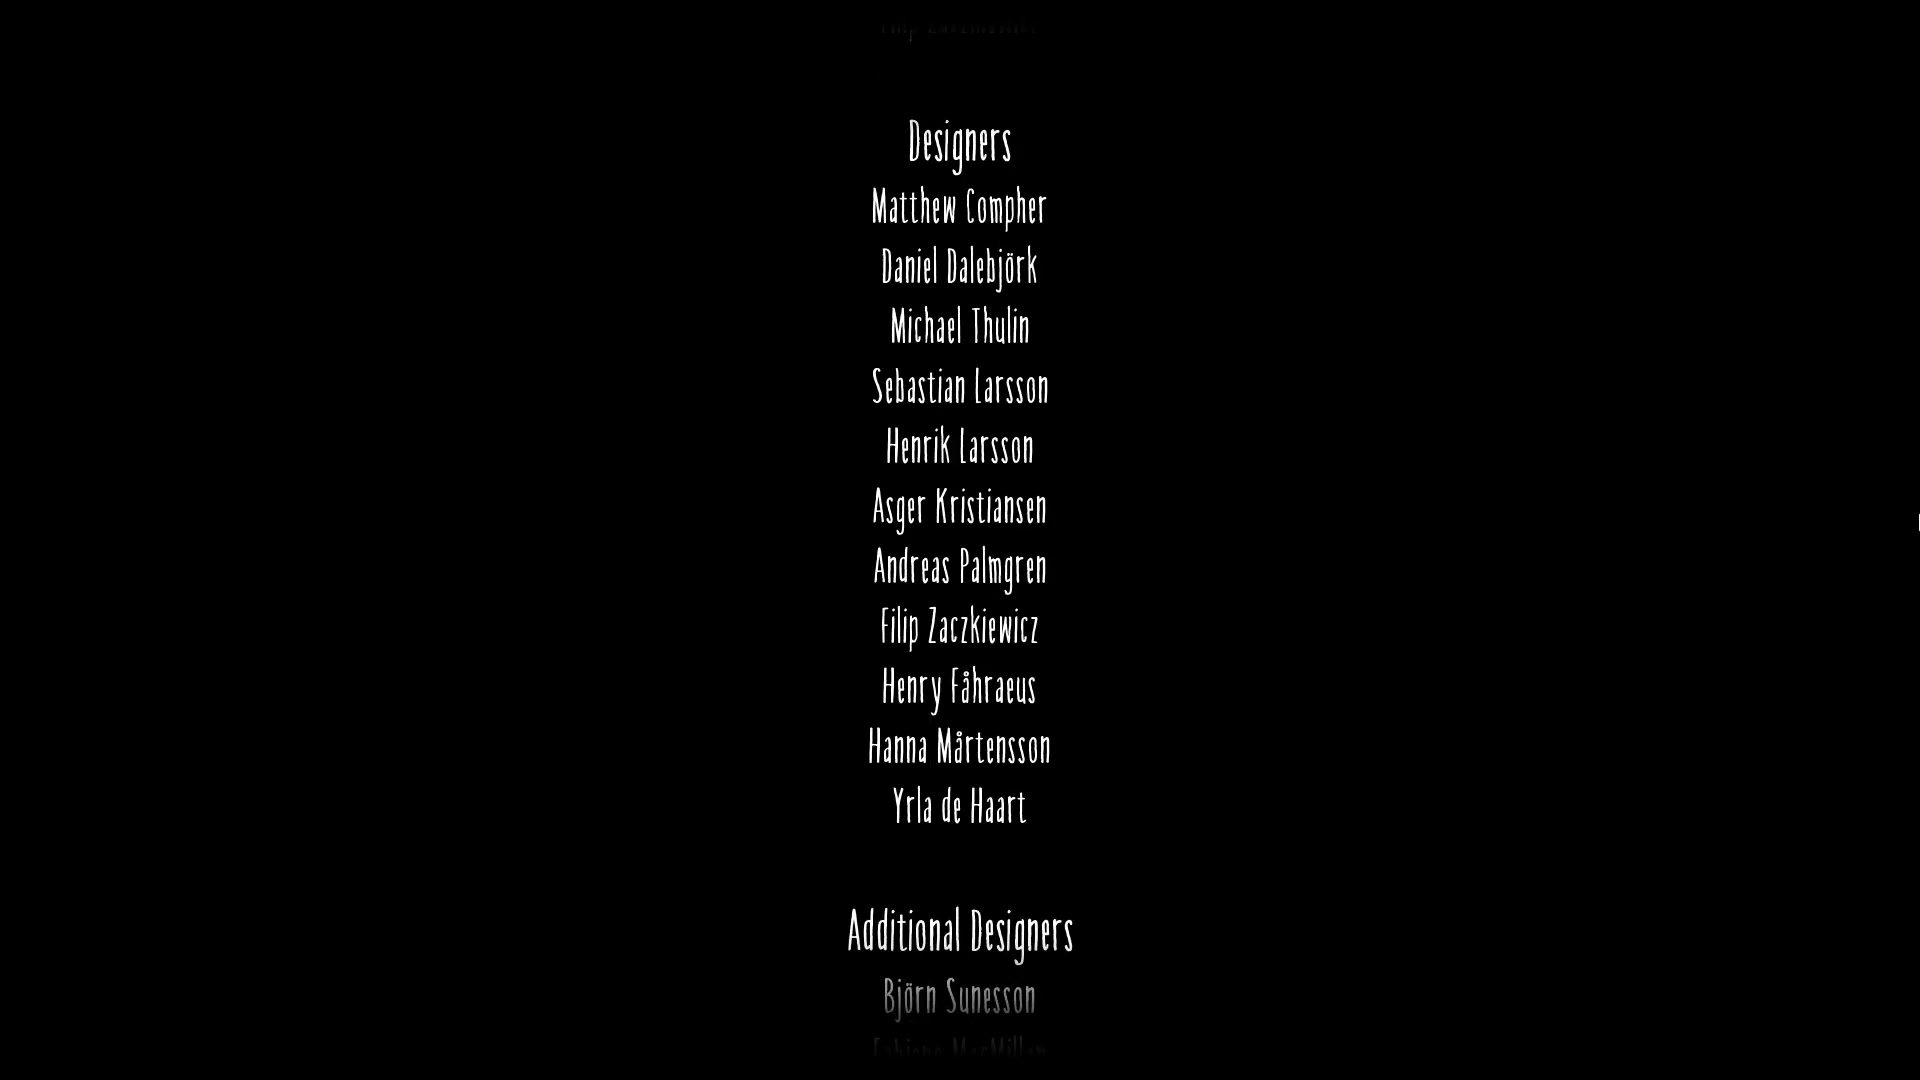 Designers
Matthew Compher
Daniel Dalebjörk
Michael Thulin
Sebastian Larsson
Henrik Larsson
Asger Kristiansen
Andreas Palmgren
Filip Zaczkiewicz
Henry Fåhraeus
Hanna Mårtensson
Yrla de Haart
Additional Designers
Björn Sunesson